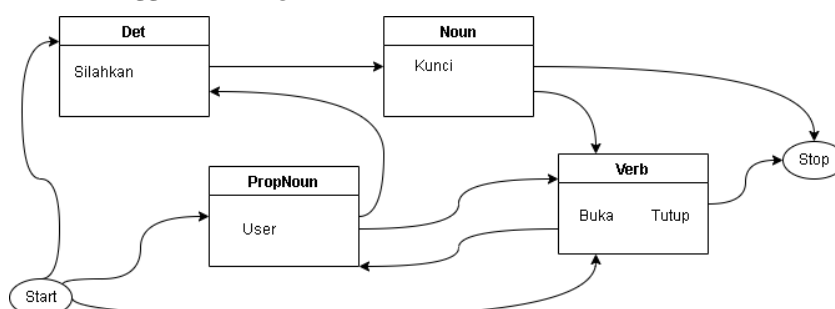 Det
Silahkan
Noun
Kunci
Stop
PropNoun
User
Verb
Buka Tutup
Start